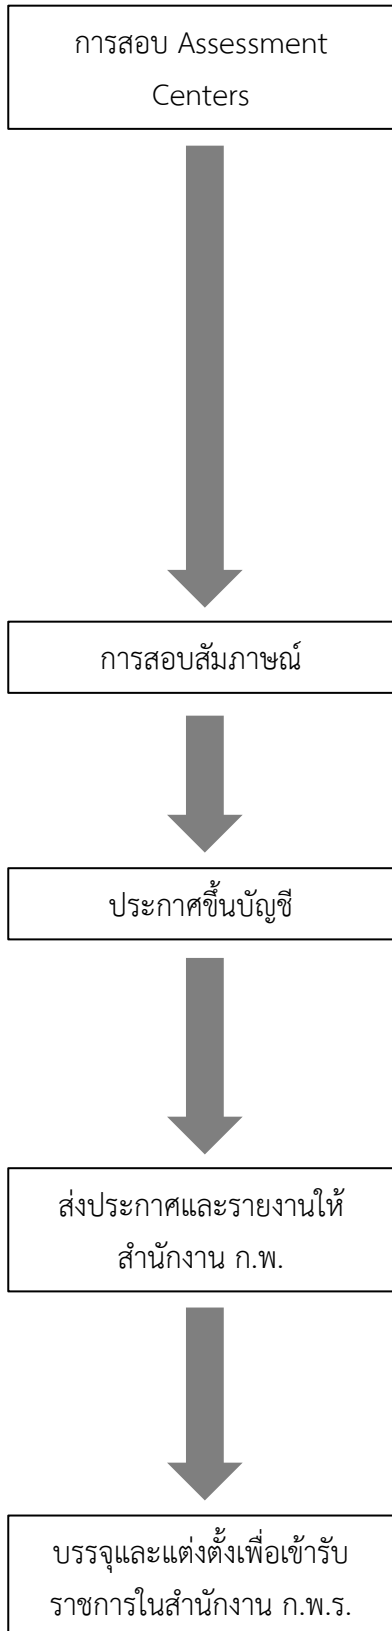 การสอบ Assessment
Centers
การสอบสัมภาษณ์
ประกาศขึ้นบัญชี
ส่งประกาศและรายงานให้
สำนักงาน ก.พ.
บรรจุและแต่งตั้งเพื่อเข้ารับ
ราชการในสำนักงาน ก.พ.ร.